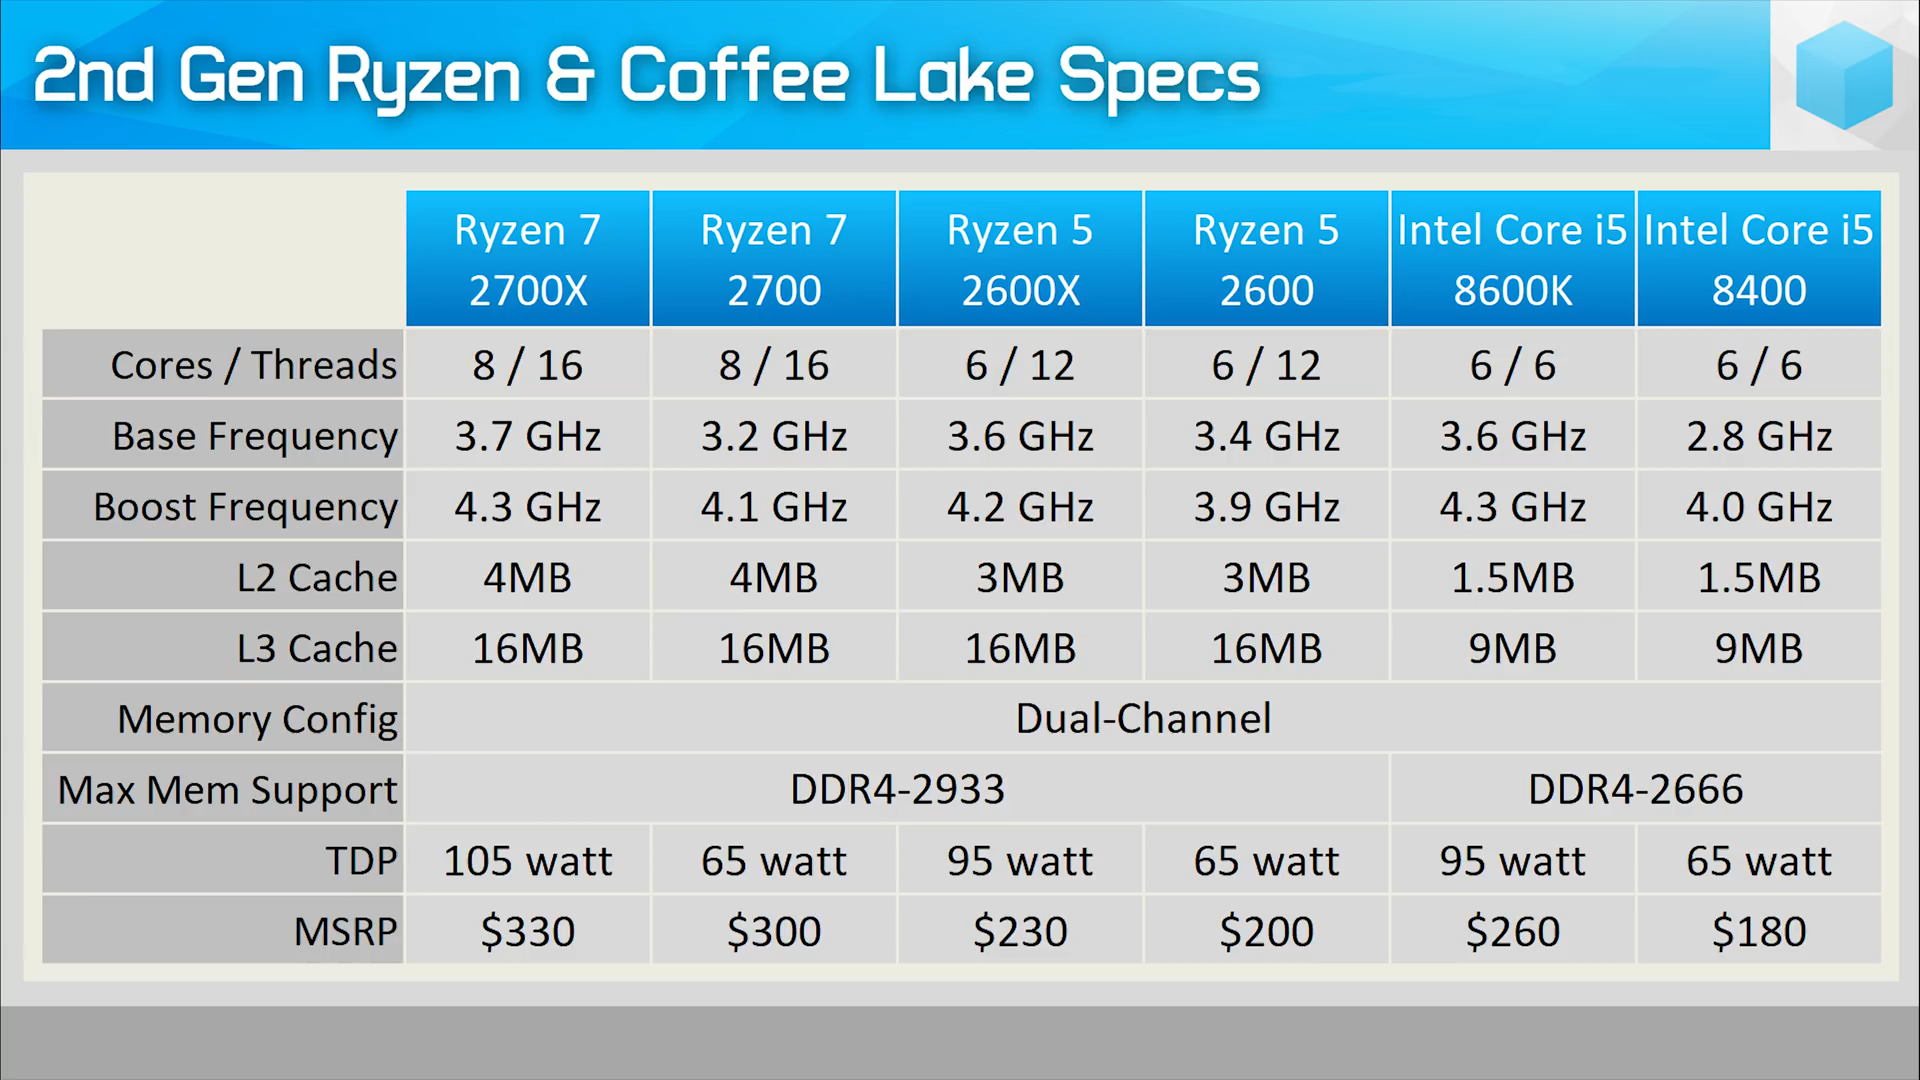 2nd Gen Ryzen & Coffee Lake Specs
Ryzen 7 2700X Ryzen 7 2700 Ryzen 5 2600X Ryzen 5 2600 Intel Core i5 8600K Intel Core i5 8400
Cores / Threads 8 / 16 8 / 16 6 / 12 6 / 12 6 / 6 6 / 6
Base Frequency 3.7 GHz 3.2 GHz 3.6 GHz 3.4 GHz 3.6 GHz 2.8 GHz
Boost Frequency 4.3 GHz 4.1 GHz 4.2 GHz 3.9 GHz 4.3 GHz 4.0 GHz
L2 Cache 4MB 4MB 3MB 3MB 1.5MB 1.5MB
L3 Cache 16MB 16MB 16MB 16MB 9MB 9MB
Memory Config Dual-Channel
Max Mem Support DDR4-2933 DDR4-2666
TDP 105 watt 65 watt 95 watt 65 watt 95 watt 65 watt
MSRP $330 $300 $230 $200 $260 $180